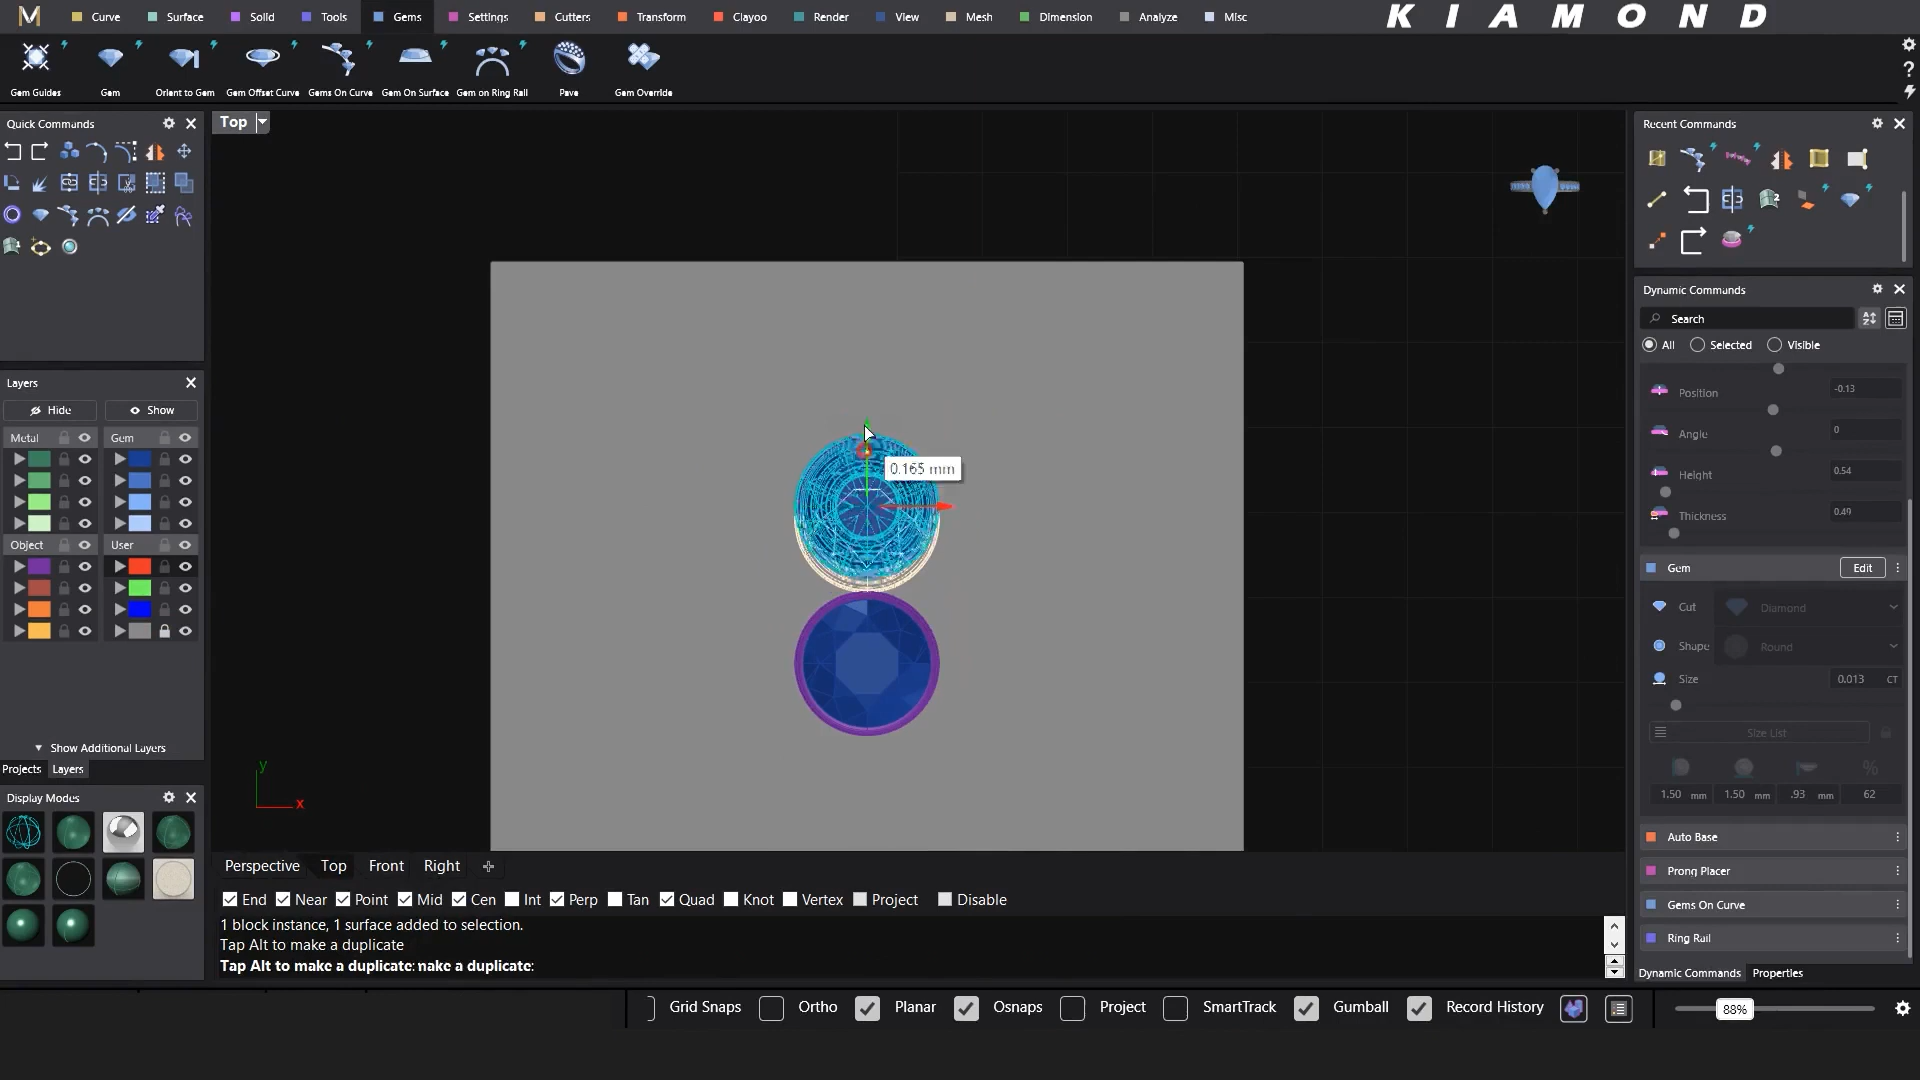 Curve Surface Solid Tools Gems Settings Cutters Transform Clayoo Render View Mesh Dimension Analyze Misc
K I A M O N D
Gem Guides Gem Orient to Gem Gem Offset Curve Gems On Curve Gem On Surface Gem on Ring Rail Pave Gem Override
?
Quick Commands
Top
Recent Commands
Dynamic Commands
Search
All Selected Visible
Position -0.13
Angle 0
Height 0.54
Thickness 0.49
Gem Edit
Cut Diamond
Shape Round
Size 0.013 CT
Size List
%
1.50 mm 1.50 mm .93 mm 62
Auto Base
Prong Placer
Gems On Curve
Ring Rail
Dynamic Commands Properties
Layers
Hide Show
Metal Gem
Object User
Show Additional Layers
Projects Layers
Display Modes
0.165 mm
y
x
Perspective Top Front Right
End Near Point Mid Cen Int Perp Tan Quad Knot Vertex Project Disable
1 block instance, 1 surface added to selection.
Tap Alt to make a duplicate
Tap Alt to make a duplicate: nake a duplicate:
Grid Snaps Ortho Planar Osnaps Project SmartTrack Gumball Record History 88%